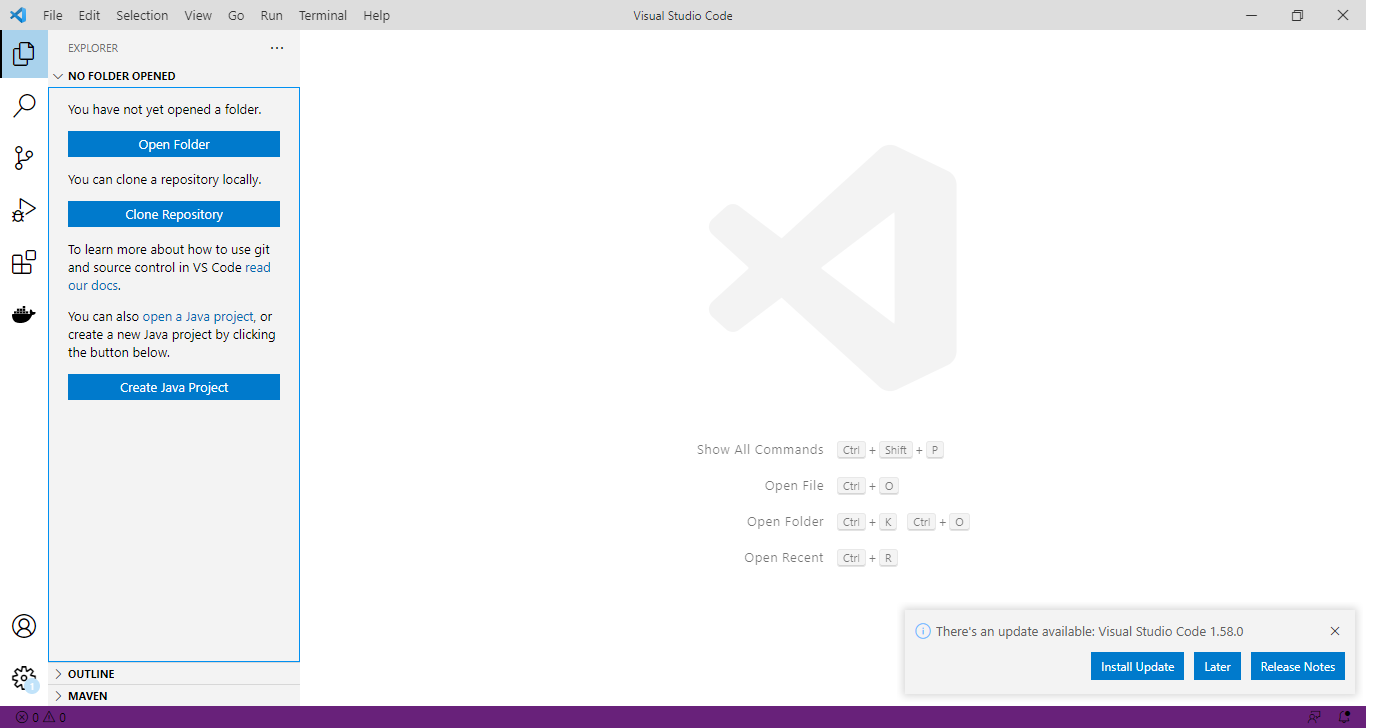 File Edit Selection View Go Run Terminal Help
Visual Studio Code
EXPLORER
NO FOLDER OPENED
You have not yet opened a folder.
Open Folder
You can clone a repository locally.
Clone Repository
To learn more about how to use git
and source control in VS Code read
our docs.
You can also open a Java project, or
create a new Java project by clicking
the button below.
Create Java Project
Show All Commands Ctrl + Shift + P
Open File Ctrl + O
Open Folder Ctrl + K Ctrl + O
Open Recent Ctrl + R
There's an update available: Visual Studio Code 1.58.0
Install Update
Later
Release Notes
1
OUTLINE
MAVEN
0 0